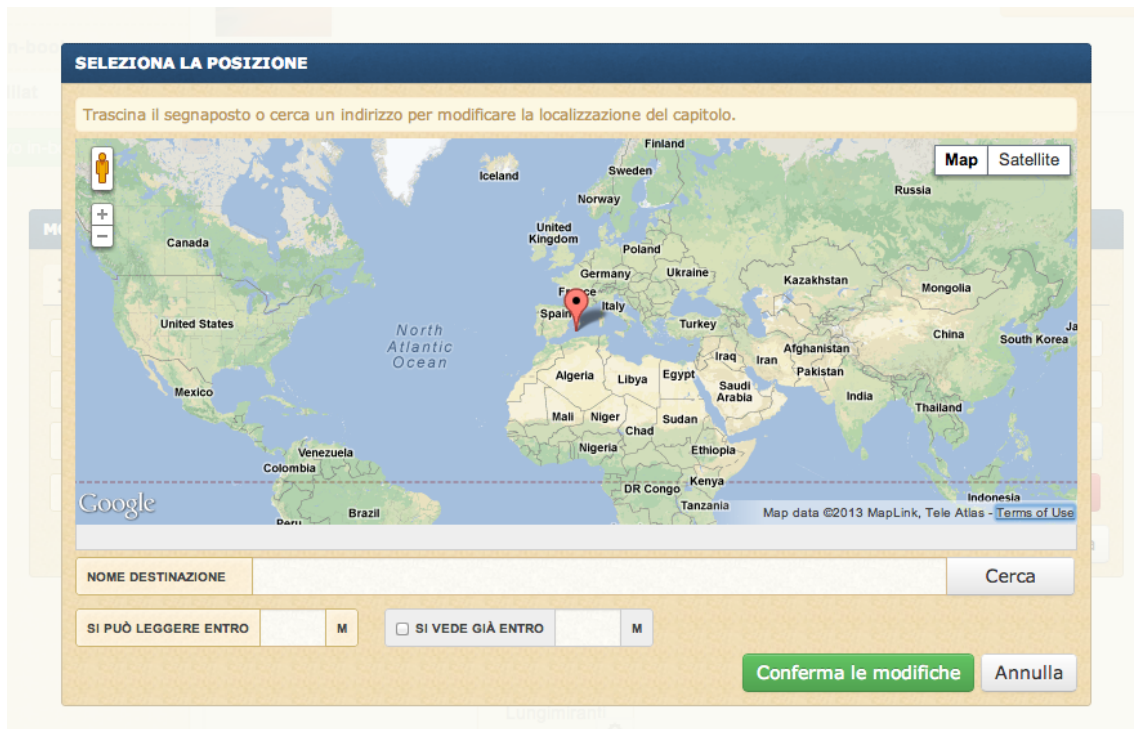 SELEZIONA LA POSIZIONE
Trascina il segnaposto o cerca un indirizzo per modificare la localizzazione del capitolo.
Map Satellite
Finland
Iceland
Sweden
Russia
Norway
Canada
United
Kingdom
Poland
Germany
Ukraine
Kazakhstan
Mongolia
Italy
Spain
United States
North
Atlantic
Ocean
Turkey
China
South Korea
Afghanistan
Iraq
Iran
Pakistan
Algeria
Libya
Egypt
Saudi
Arabia
India
Mexico
Thailand
Mali
Niger
Chad
Sudan
Nigeria
Ethiopia
Venezuela
Colombia
DR Congo
Kenya
Tanzania
Indonesia
Google
Peru
Brazil
Map data ©2013 MapLink, Tele Atlas - Terms of Use
NOME DESTINAZIONE
Cerca
SI PUÒ LEGGERE ENTRO M
SI VEDE GIÀ ENTRO M
Conferma le modifiche
Annulla
Lungimiranti